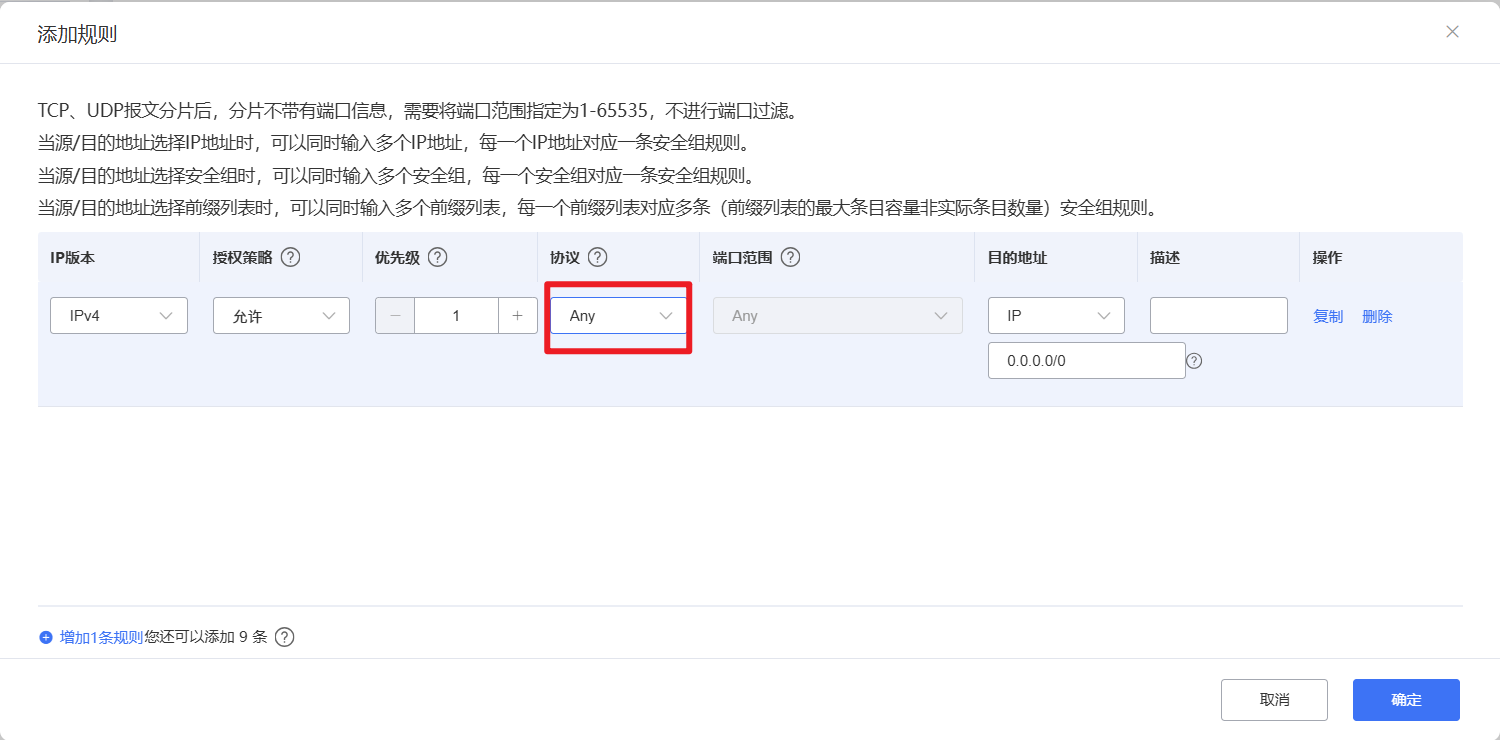 添加规则
TCP、UDP报文分片后，分片不带有端口信息，需要将端口范围指定为1-65535，不进行端口过滤。
当源/目的地址选择IP地址时，可以同时输入多个IP地址，每一个IP地址对应一条安全组规则。
当源/目的地址选择安全组时，可以同时输入多个安全组，每一个安全组对应一条安全组规则。
当源/目的地址选择前缀列表时，可以同时输入多个前缀列表，每一个前缀列表对应多条（前缀列表的最大条目容量非实际条目数量）安全组规则。
IP版本 授权策略 ? 优先级 ? 协议 ? 端口范围 ? 目的地址 描述 操作
IPv4 允许 − 1 + Any Any IP 复制 删除
0.0.0.0/0 ?
增加1条规则您还可以添加 9 条 ?
取消 确定